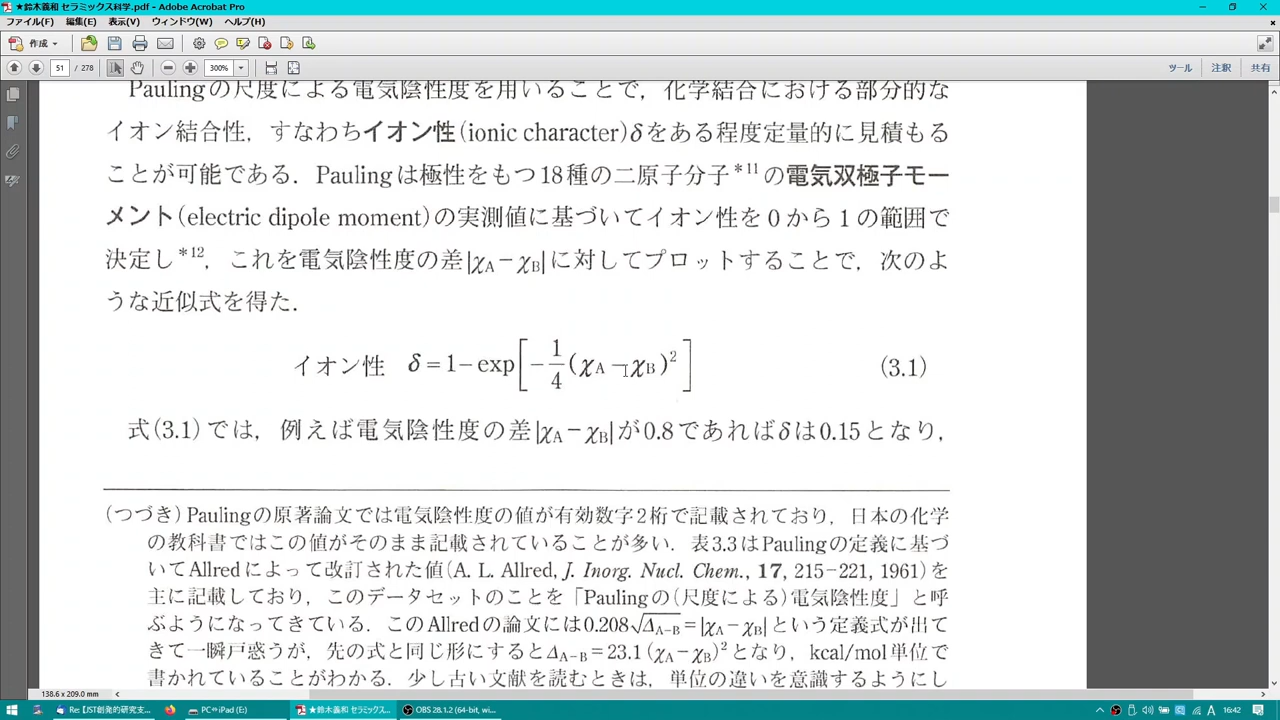 ★鈴木義和 セラミックス科学.pdf - Adobe Acrobat Pro
ファイル(F) 編集(E) 表示(V) ウィンドウ(W) ヘルプ(H)
作成
51 / 278 300% ツール 注釈 共有
Paulingの尺度による電気陰性度を用いることで，化学結合における部分的な
イオン結合性，すなわちイオン性(ionic character)δをある程度定量的に見積もる
ことが可能である．Paulingは極性をもつ18種の二原子分子*11の電気双極子モー
メント(electric dipole moment)の実測値に基づいてイオン性を0から1の範囲で
決定し*12，これを電気陰性度の差|χA－χB|に対してプロットすることで，次のよ
うな近似式を得た．
イオン性 δ＝1－exp[－1/4(χA－χB)²] (3.1)
式(3.1)では，例えば電気陰性度の差|χA－χB|が0.8であればδは0.15となり，
(つづき) Paulingの原著論文では電気陰性度の値が有効数字2桁で記載されており，日本の化学
の教科書ではこの値がそのまま記載されていることが多い．表3.3はPaulingの定義に基づ
いてAllredによって改訂された値(A. L. Allred, J. Inorg. Nucl. Chem., 17, 215－221, 1961)を
主に記載しており，このデータセットのことを「Paulingの(尺度による)電気陰性度」と呼
ぶようになってきている．このAllredの論文には0.208√ΔA－B＝|χA－χB|という定義式が出て
きて一瞬戸惑うが，先の式と同じ形にするとΔA－B＝23.1(χA－χB)²となり，kcal/mol単位で
書かれていることがわかる．少し古い文献を読むときは，単位の違いを意識するようにし
138.6 x 209.0 mm
Re: 【JST創発的研究支... PC⇔iPad (E:) ★鈴木義和 セラミックス... OBS 28.1.2 (64-bit, wi... A 16:42